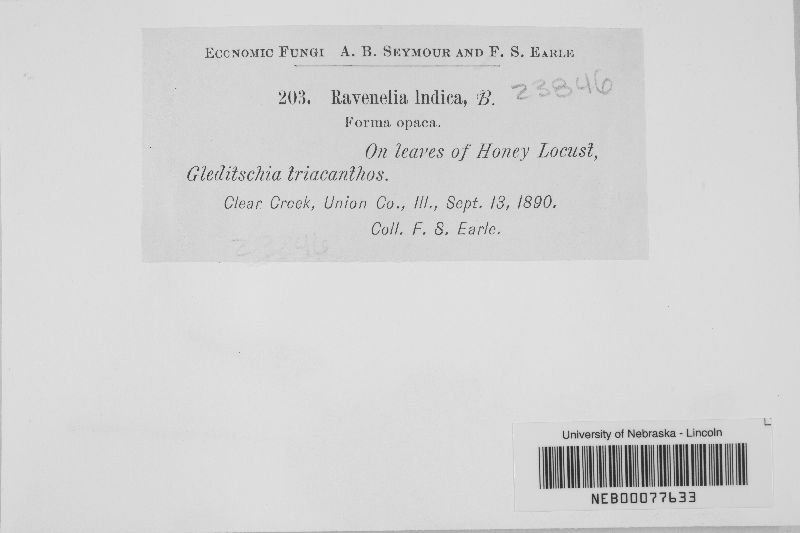 ECONOMIC FUNGI A. B. SEYMOUR AND F. S. EARLE
203. Ravenelia Indica, B. 23846
Forma opaca.
On leaves of Honey Locust,
Gleditschia triacanthos.
Clear Creek, Union Co., Ill., Sept. 13, 1890.
Coll. F. S. Earle.
23846
University of Nebraska - Lincoln
NEB00077633